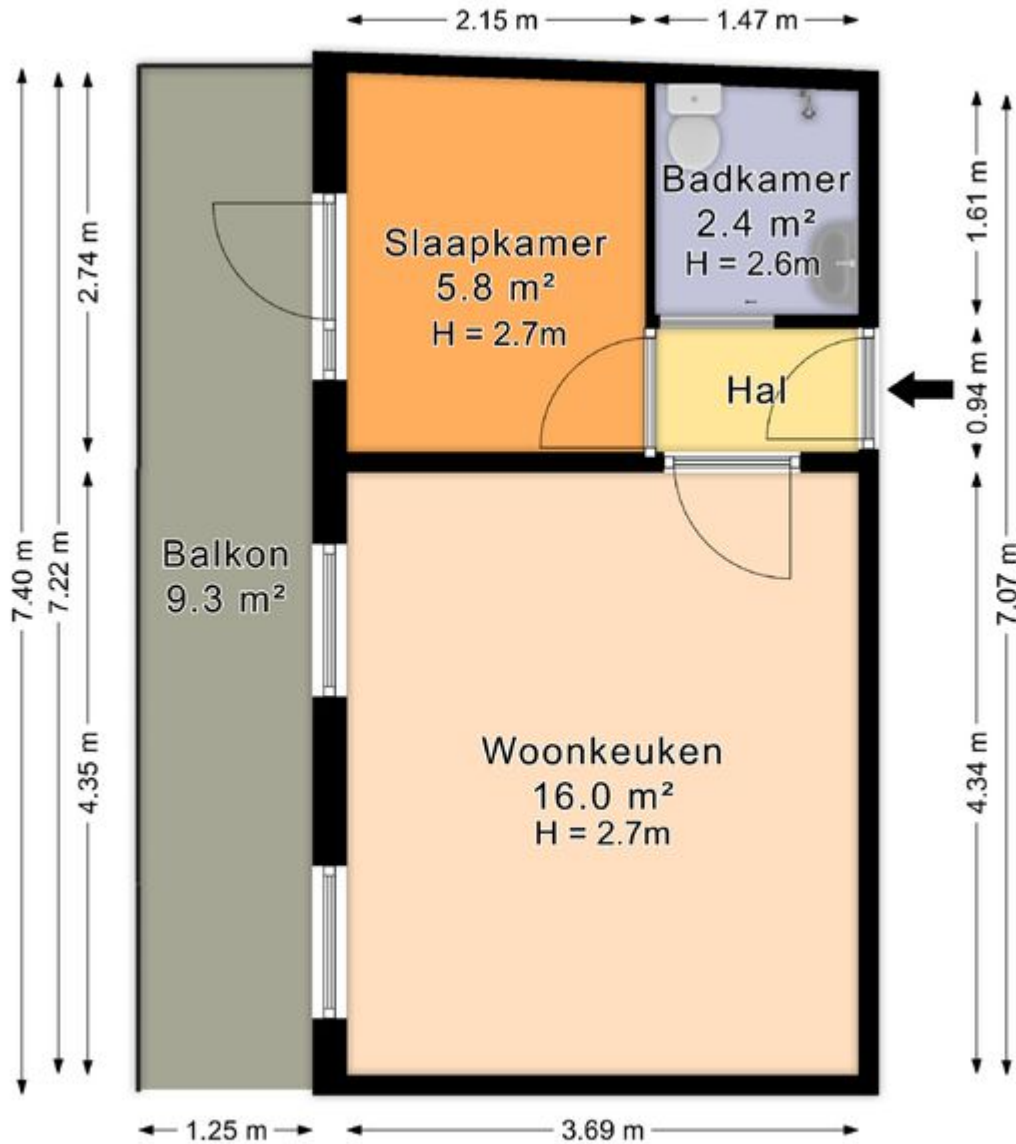 2.15 m
1.47 m
7.40 m
7.22 m
2.74 m
4.35 m
Slaapkamer
5.8 m²
H = 2.7m
Badkamer
2.4 m²
H = 2.6m
Hal
1.61 m
0.94 m
4.34 m
7.07 m
Balkon
9.3 m²
Woonkeuken
16.0 m²
H = 2.7m
1.25 m
3.69 m